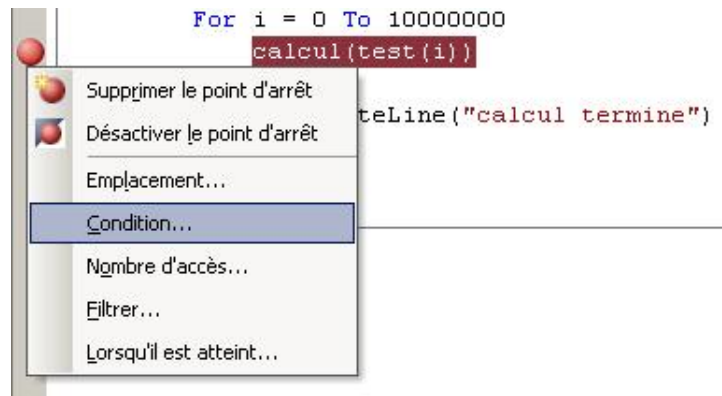 For i = 0 To 10000000
calcul(test(i))
Supprimer le point d'arrêt
teLine("calcul termine")
Désactiver le point d'arrêt
Emplacement...
Condition...
Nombre d'accès...
Filtrer...
Lorsqu'il est atteint...